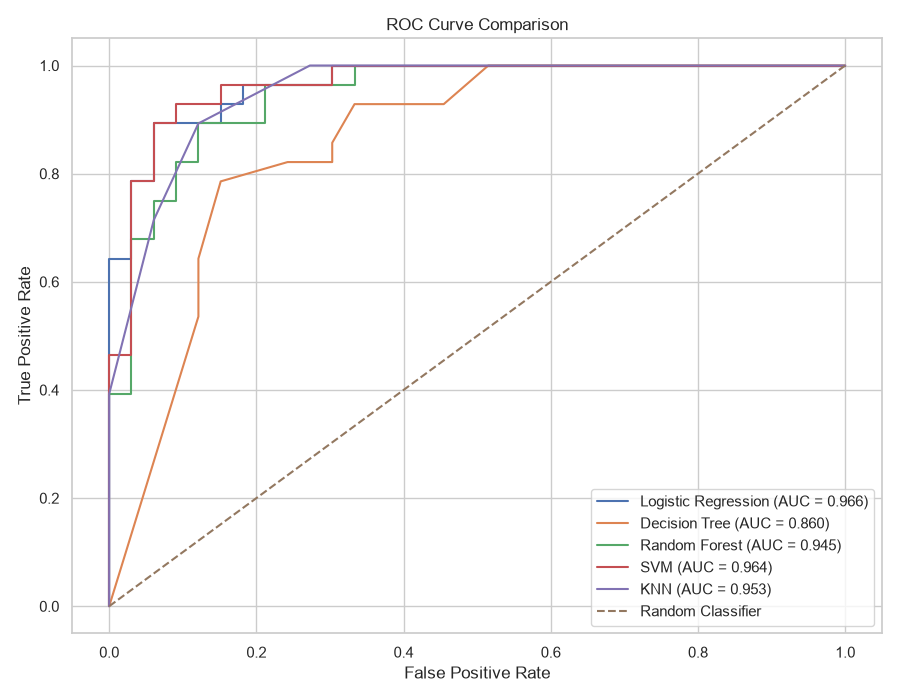 ROC Curve Comparison
True Positive Rate
1.0
0.8
0.6
0.4
0.2
0.0
0.0 0.2 0.4 0.6 0.8 1.0
False Positive Rate
Logistic Regression (AUC = 0.966)
Decision Tree (AUC = 0.860)
Random Forest (AUC = 0.945)
SVM (AUC = 0.964)
KNN (AUC = 0.953)
Random Classifier